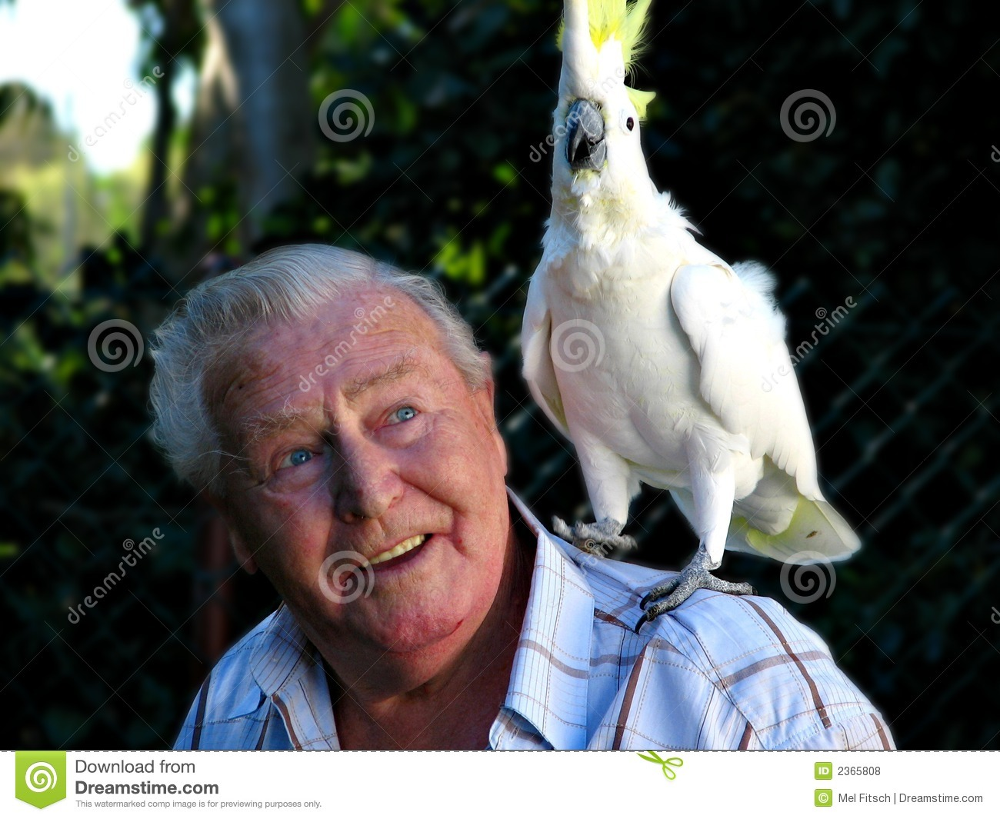 dreamstime.
dreamstime.
dreamstime.
dreamstime.
dreamstime.
Download from
Dreamstime.com
This watermarked comp image is for previewing purposes only.
ID 2365808
© Mel Fitsch | Dreamstime.com